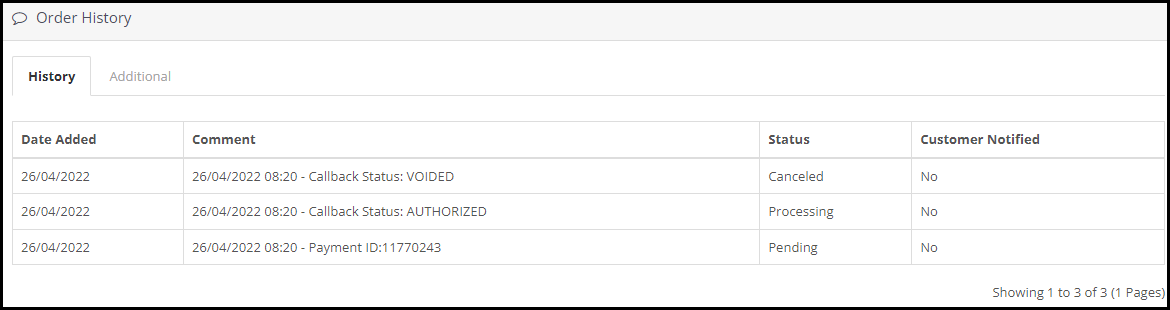 Order History
History Additional
Date Added Comment Status Customer Notified
26/04/2022 26/04/2022 08:20 - Callback Status: VOIDED Canceled No
26/04/2022 26/04/2022 08:20 - Callback Status: AUTHORIZED Processing No
26/04/2022 26/04/2022 08:20 - Payment ID:11770243 Pending No
Showing 1 to 3 of 3 (1 Pages)